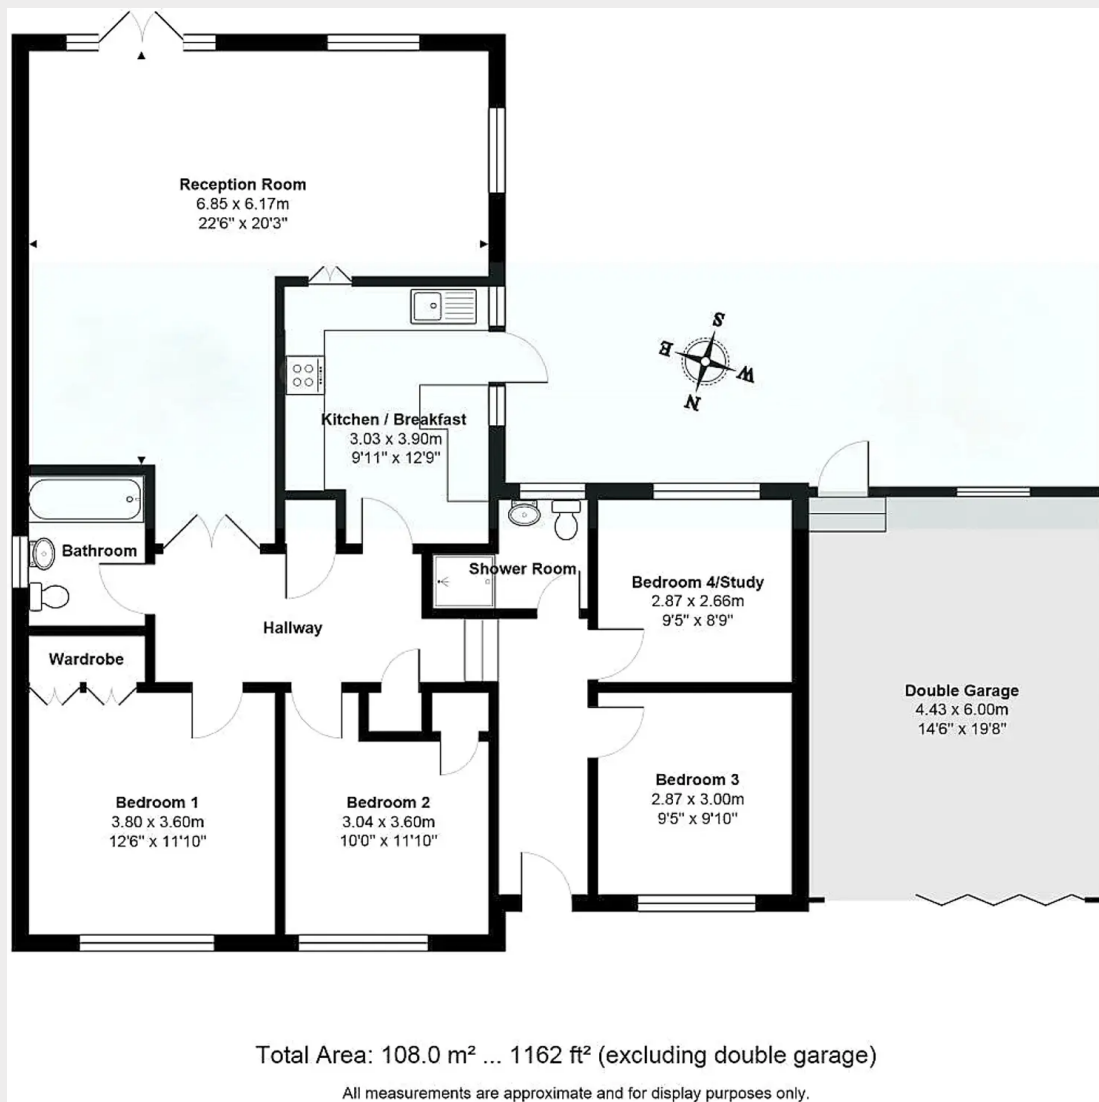 Reception Room
6.85 x 6.17m
22'6" x 20'3"
S
E
W
N
Kitchen / Breakfast
3.03 x 3.90m
9'11" x 12'9"
Bathroom
Shower Room
Bedroom 4/Study
2.87 x 2.66m
9'5" x 8'9"
Hallway
Wardrobe
Double Garage
4.43 x 6.00m
14'6" x 19'8"
Bedroom 1
3.80 x 3.60m
12'6" x 11'10"
Bedroom 2
3.04 x 3.60m
10'0" x 11'10"
Bedroom 3
2.87 x 3.00m
9'5" x 9'10"
Total Area: 108.0 m² ... 1162 ft² (excluding double garage)
All measurements are approximate and for display purposes only.